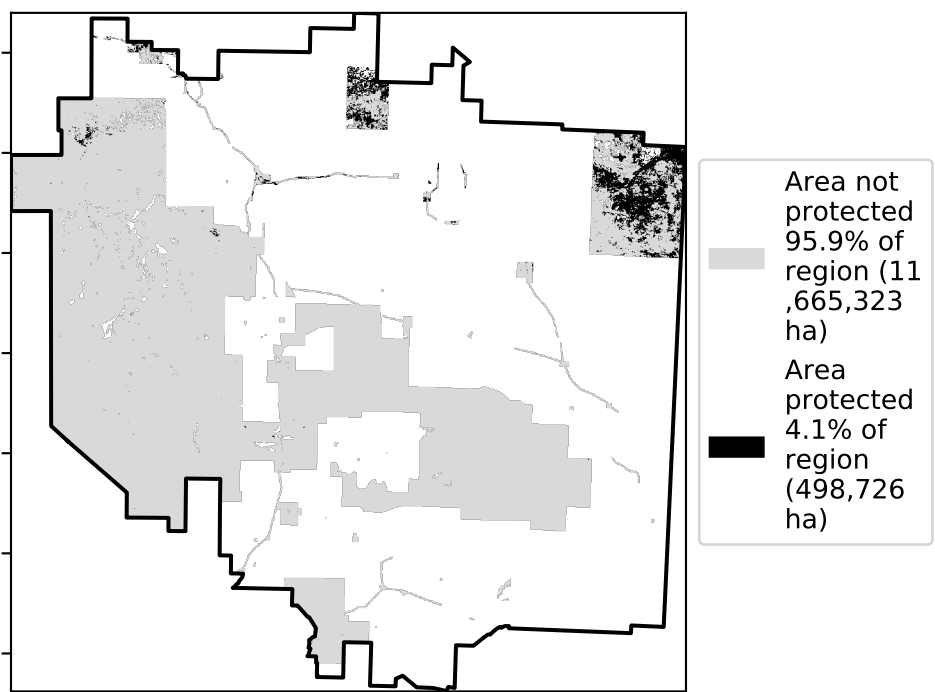 Area not
protected
95.9% of
region (11
,665,323
ha)
Area
protected
4.1% of
region
(498,726
ha)